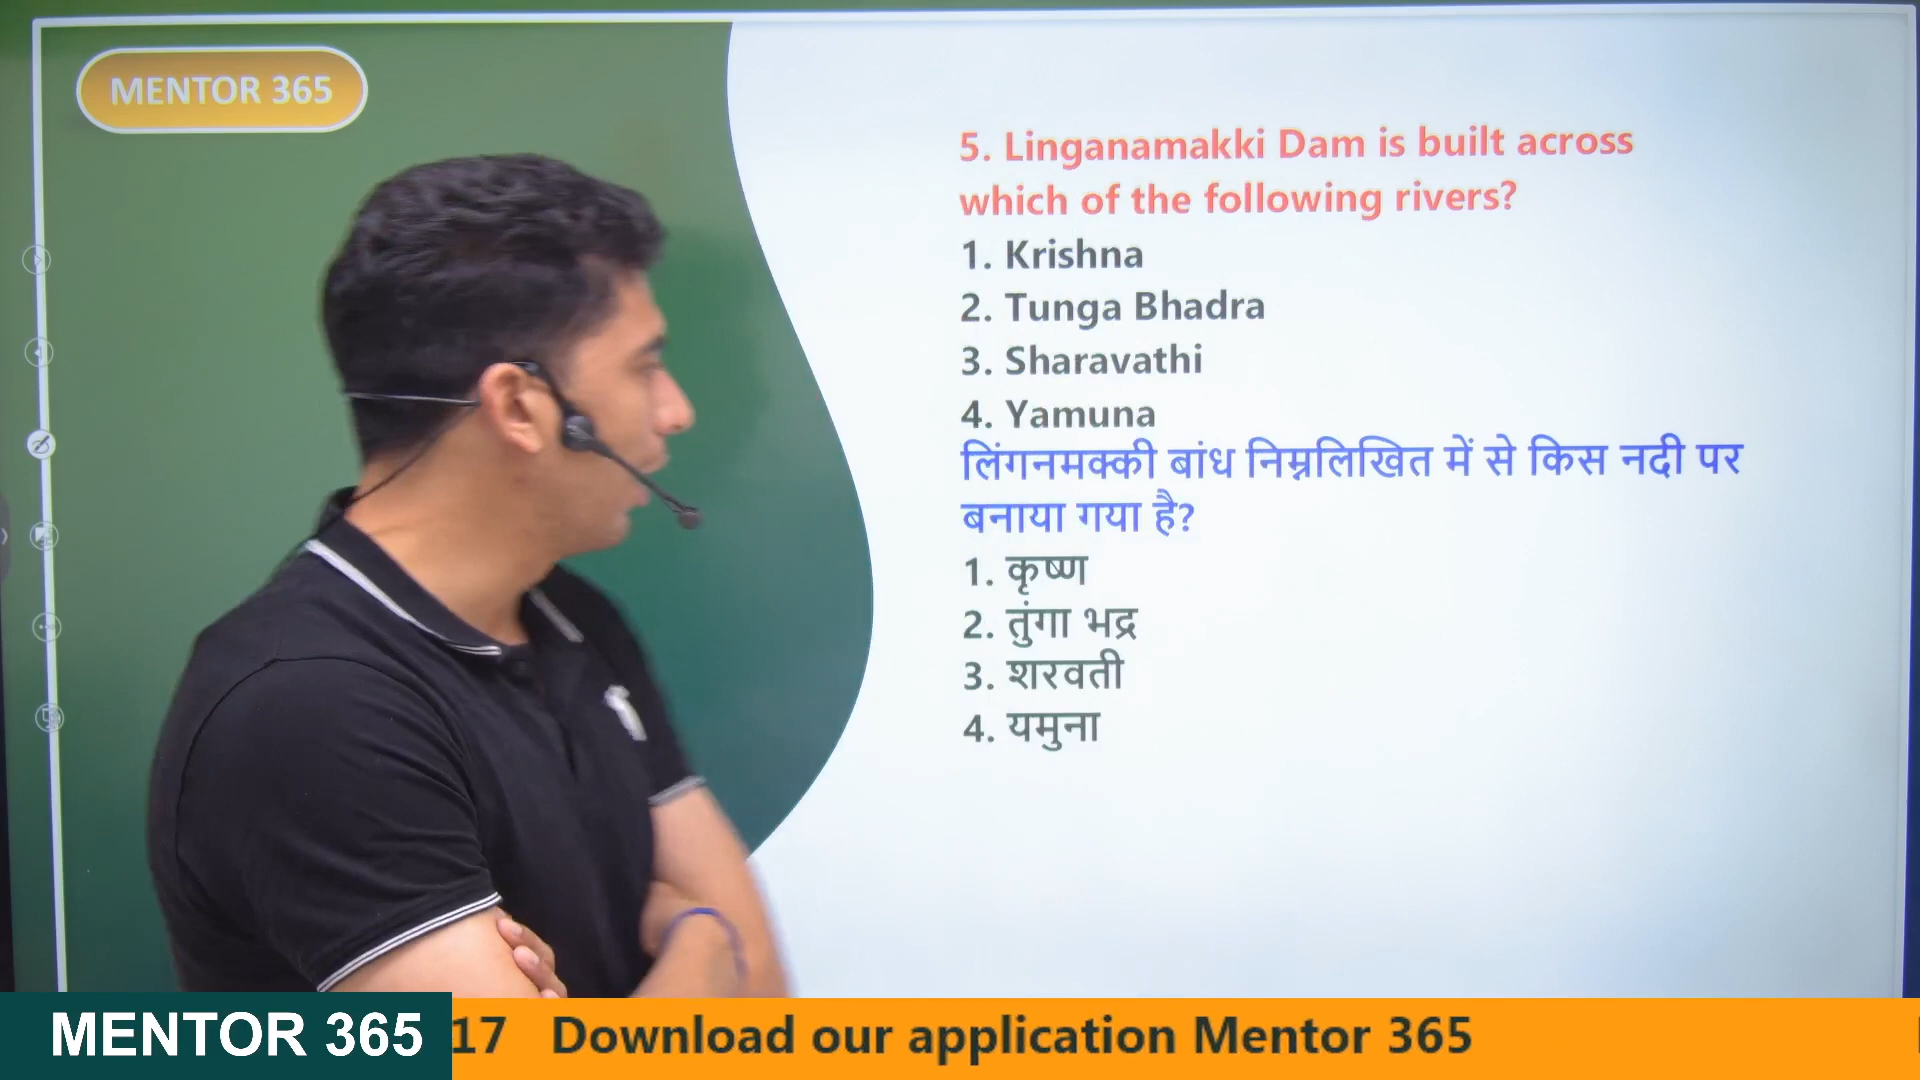 MENTOR 365
5. Linganamakki Dam is built across
which of the following rivers?
1. Krishna
2. Tunga Bhadra
3. Sharavathi
4. Yamuna
लिंगनमक्की बांध निम्नलिखित में से किस नदी पर
बनाया गया है?
1. कृष्ण
2. तुंगा भद्र
3. शरवती
4. यमुना
MENTOR 365
17 Download our application Mentor 365